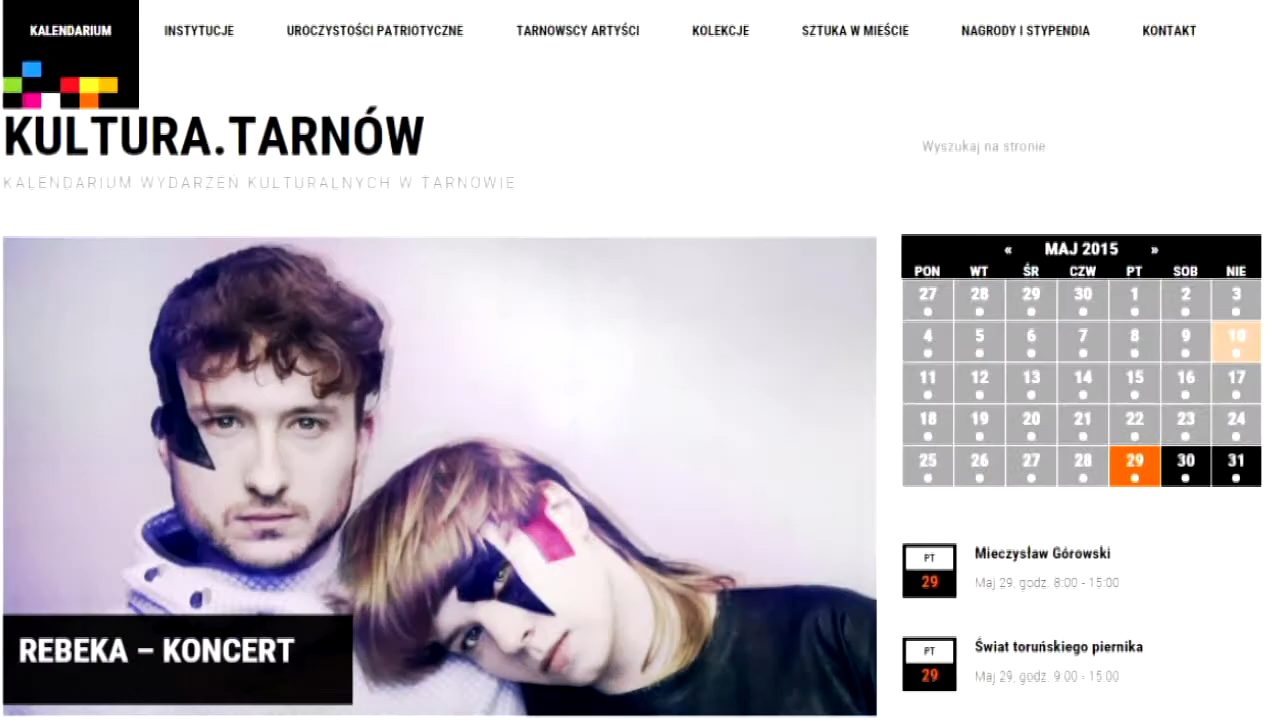 KALENDARIUM INSTYTUCJE UROCZYSTOŚCI PATRIOTYCZNE TARNOWSCY ARTYŚCI KOLEKCJE SZTUKA W MIEŚCIE NAGRODY I STYPENDIA KONTAKT
KULTURA.TARNÓW
Wyszukaj na stronie
KALENDARIUM WYDARZEŃ KULTURALNYCH W TARNOWIE
« MAJ 2015 »
PON WT ŚR CZW PT SOB NIE
27 28 29 30 1 2 3
4 5 6 7 8 9 10
11 12 13 14 15 16 17
18 19 20 21 22 23 24
25 26 27 28 29 30 31
REBEKA – KONCERT
PT
29
Mieczysław Górowski
Maj 29. godz. 8:00 - 15:00
PT
29
Świat toruńskiego piernika
Maj 29. godz. 9:00 - 15:00